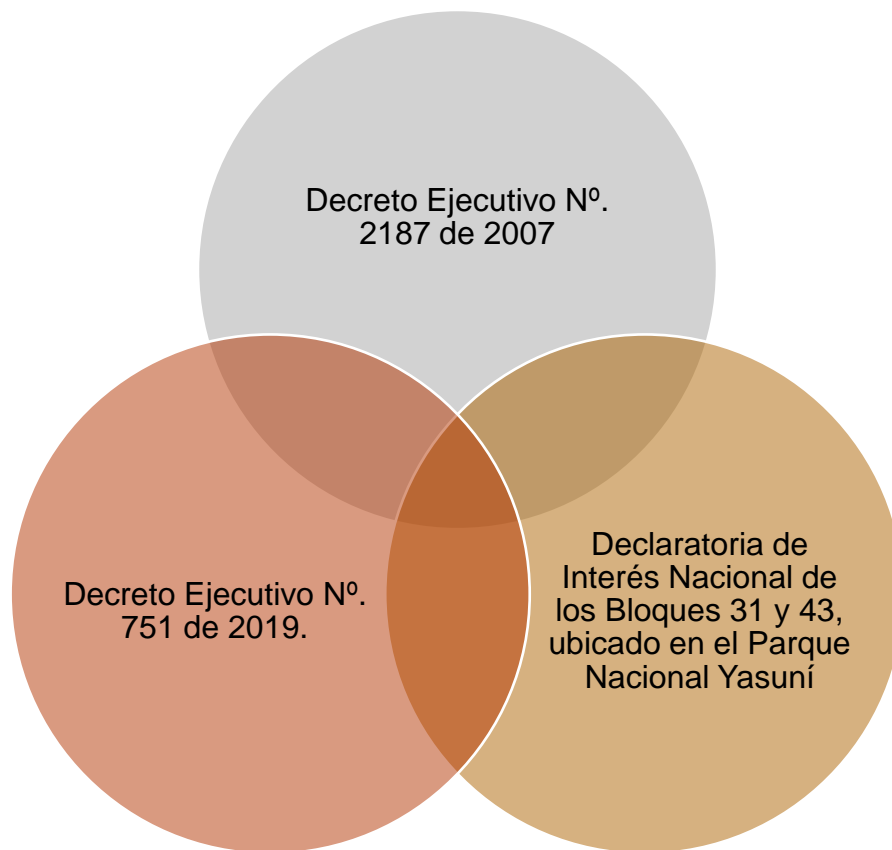 Decreto Ejecutivo Nº.
2187 de 2007
Decreto Ejecutivo Nº.
751 de 2019.
Declaratoria de
Interés Nacional de
los Bloques 31 y 43,
ubicado en el Parque
Nacional Yasuní